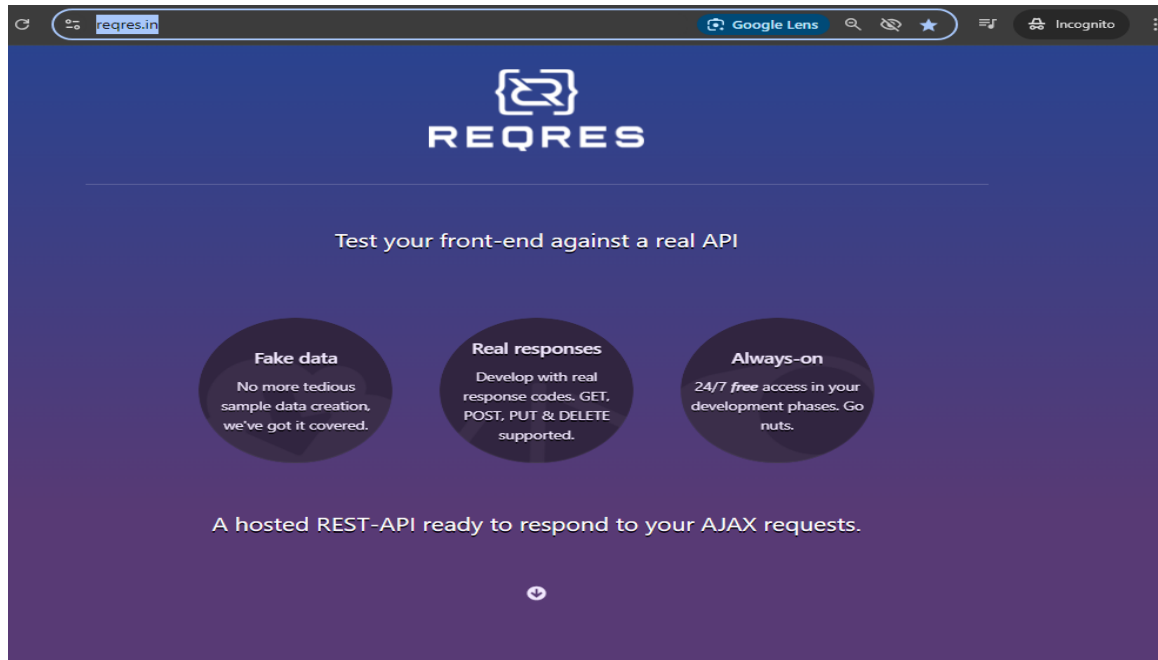 reqres.in
Google Lens
Incognito
REQRES
Test your front-end against a real API
Fake data
No more tedious
sample data creation,
we've got it covered.
Real responses
Develop with real
response codes. GET,
POST, PUT & DELETE
supported.
Always-on
24/7 free access in your
development phases. Go
nuts.
A hosted REST-API ready to respond to your AJAX requests.